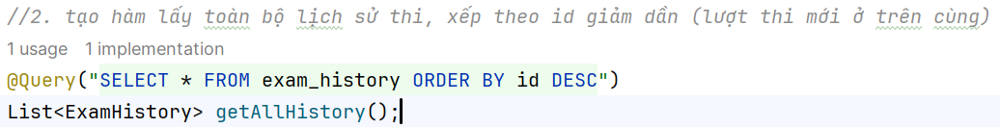 //2. tạo hàm lấy toàn bộ lịch sử thi, xếp theo id giảm dần (lượt thi mới ở trên cùng)
1 usage   1 implementation
@Query("SELECT * FROM exam_history ORDER BY id DESC")
List<ExamHistory> getAllHistory();